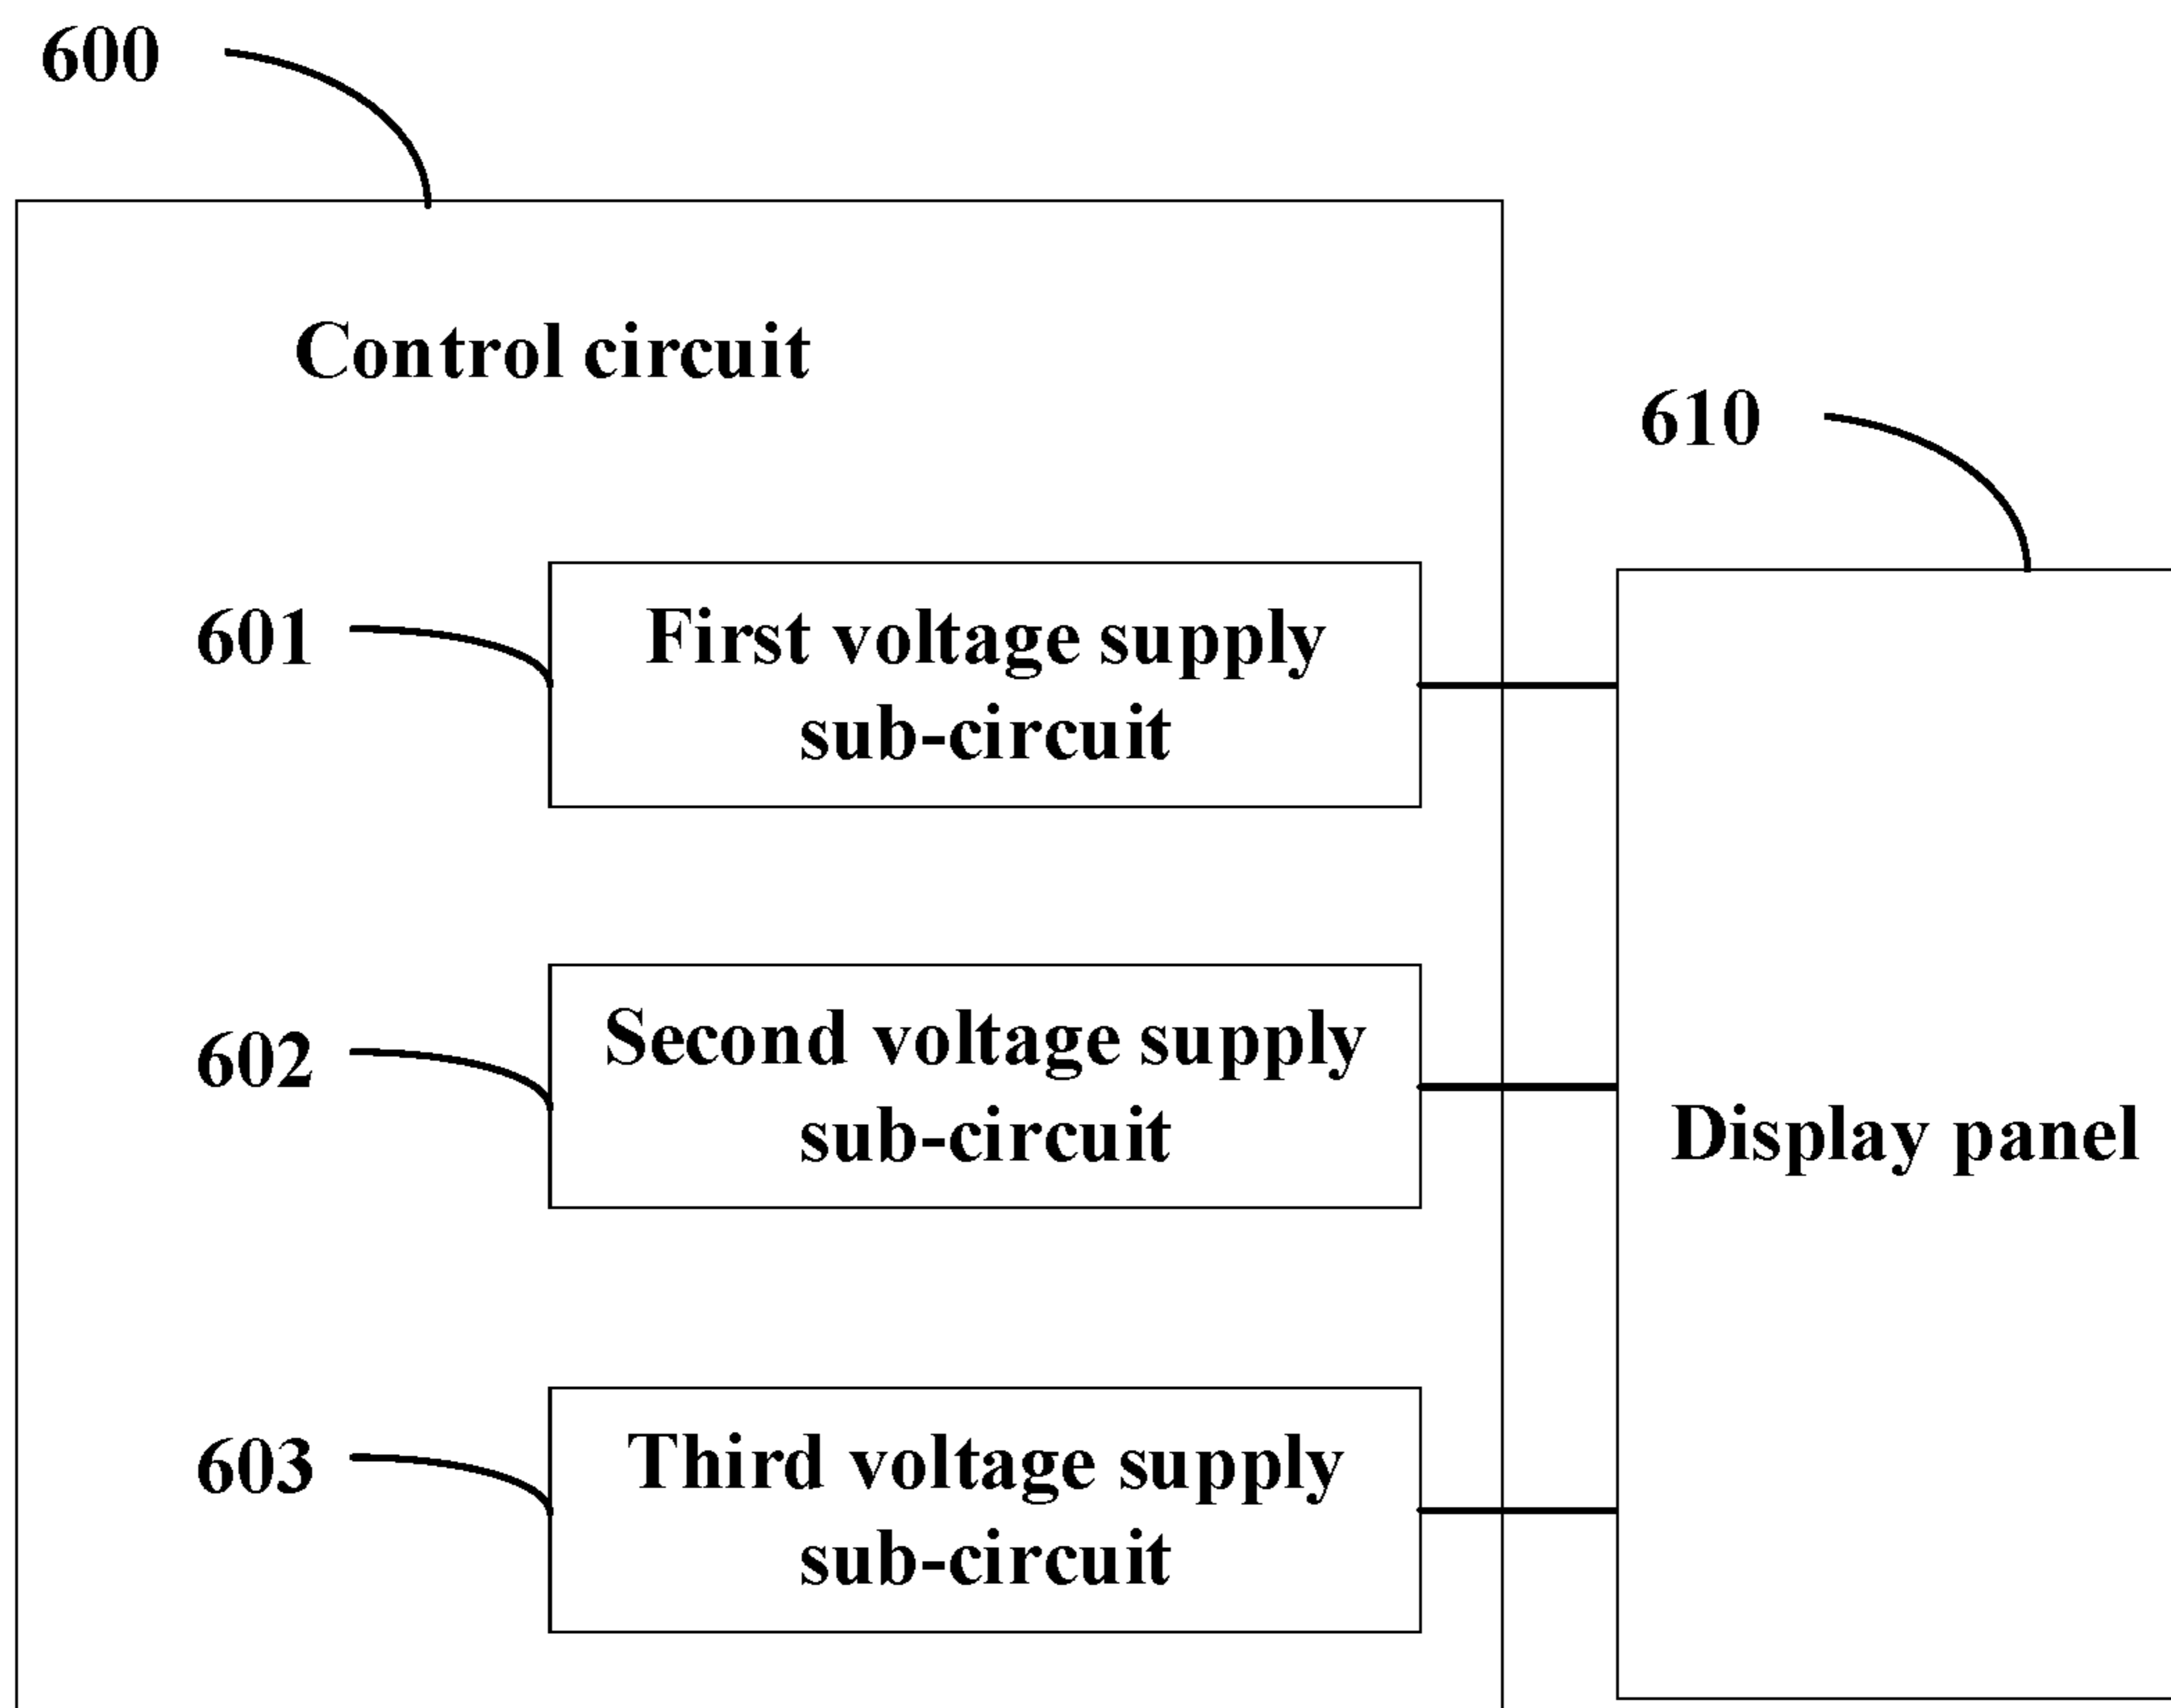 600
Control circuit
610
601
First voltage supply
sub-circuit
602
Second voltage supply
sub-circuit
Display panel
603
Third voltage supply
sub-circuit